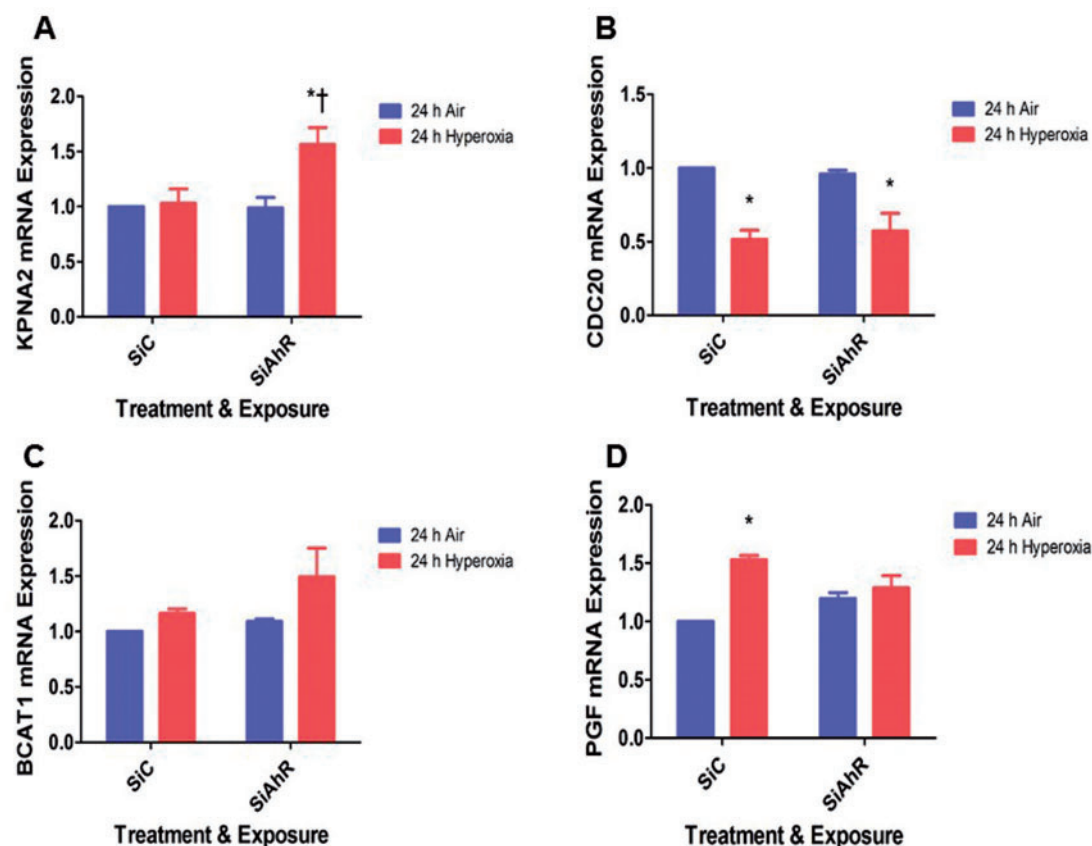 A
KPNA2 mRNA Expression
2.0
1.5
1.0
0.5
0.0
*†
24 h Air
24 h Hyperoxia
SiC
SiAhR
Treatment & Exposure
B
CDC20 mRNA Expression
1.5
1.0
0.5
0.0
*
*
24 h Air
24 h Hyperoxia
SiC
SiAhR
Treatment & Exposure
C
BCAT1 mRNA Expression
2.0
1.5
1.0
0.5
0.0
24 h Air
24 h Hyperoxia
SiC
SiAhR
Treatment & Exposure
D
PGF mRNA Expression
2.0
1.5
1.0
0.5
0.0
*
24 h Air
24 h Hyperoxia
SiC
SiAhR
Treatment & Exposure